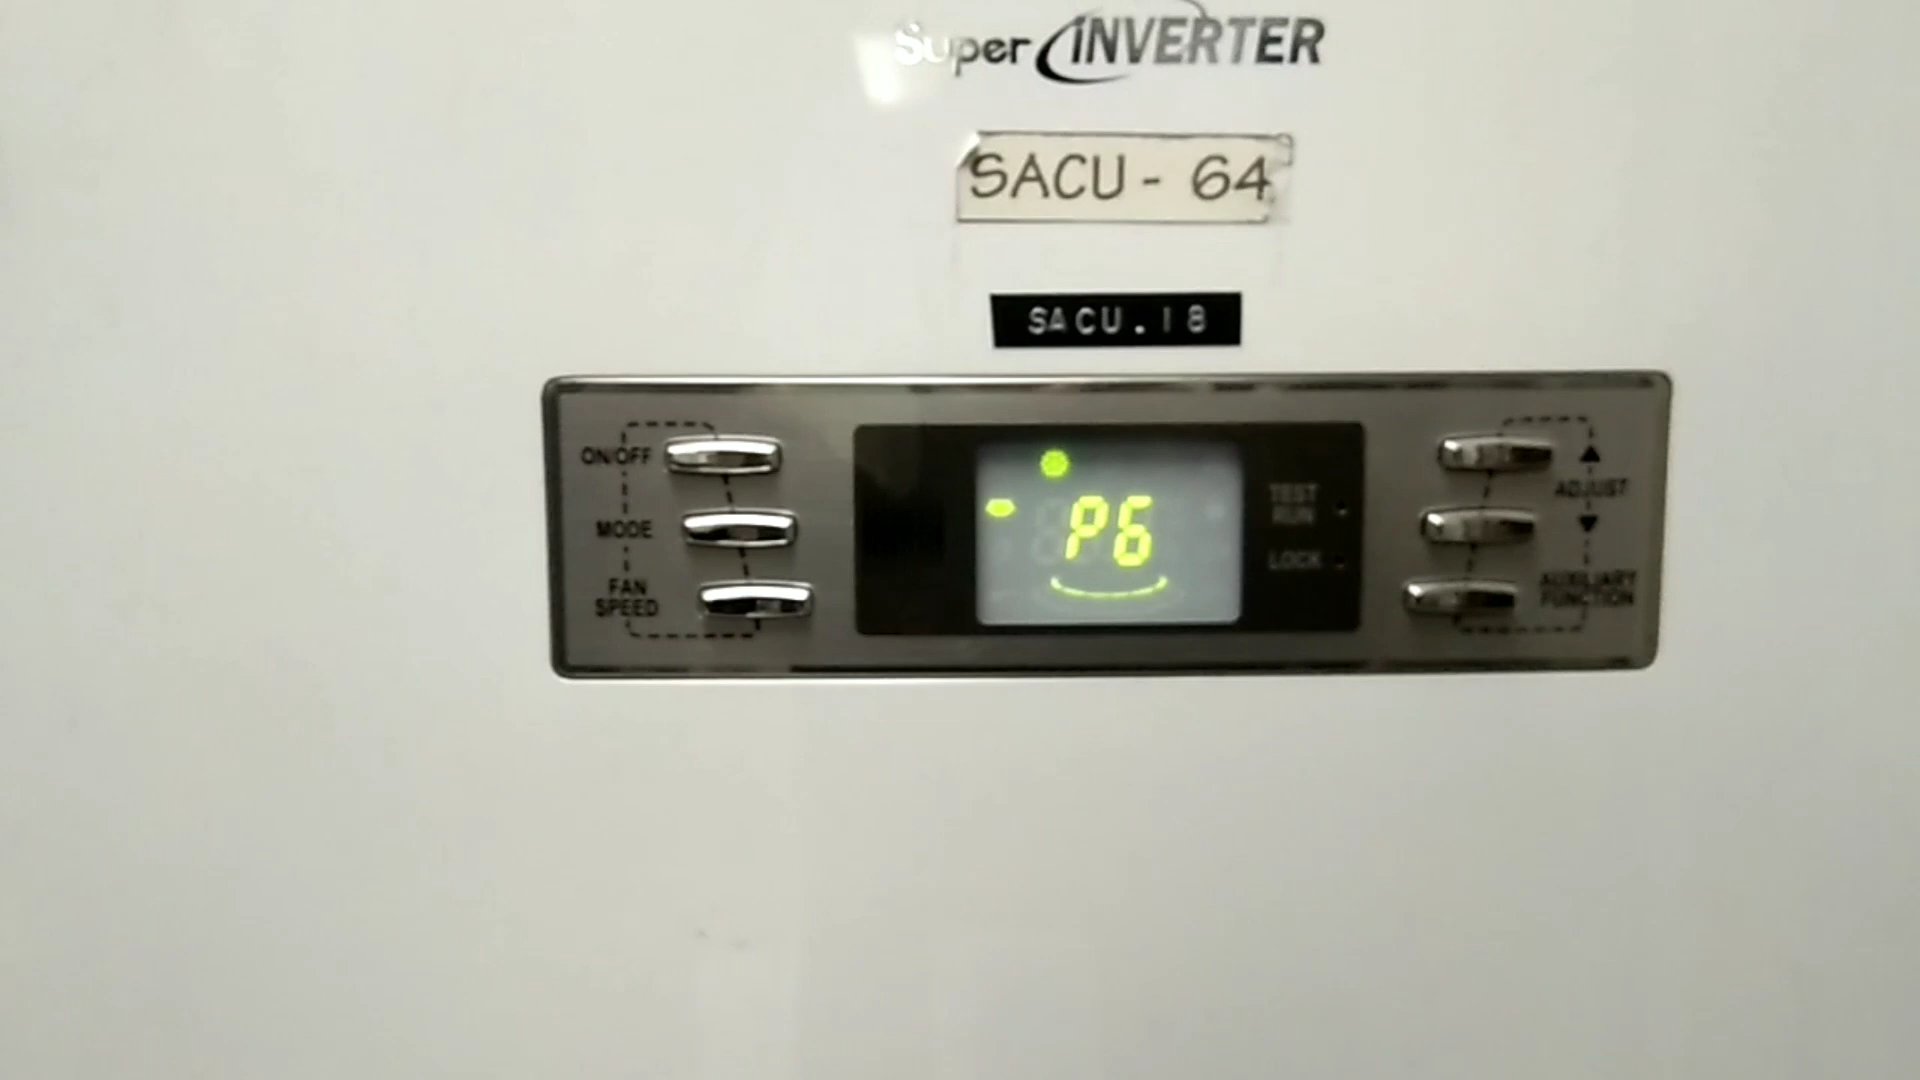 Super INVERTER
SACU - 64
SACU.18
ON/OFF
MODE
FAN
SPEED
P6
TEST
RUN
LOCK
ADJUST
AUXILIARY
FUNCTION